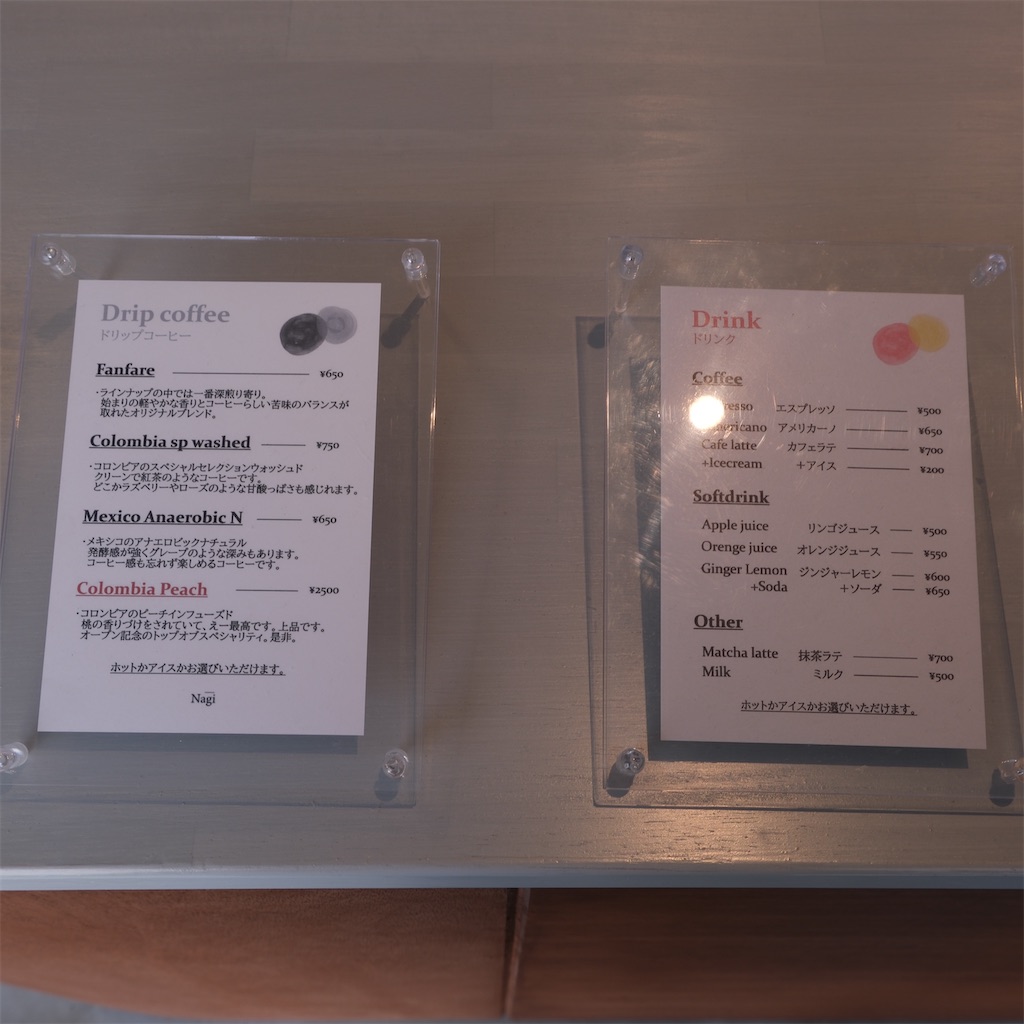 Drip coffee
ドリップコーヒー
Fanfare ¥650
・ラインナップの中では一番深煎り寄り。
始まりの軽やかな香りとコーヒーらしい苦味のバランスが
取れたオリジナルブレンド。
Colombia sp washed ¥750
・コロンビアのスペシャルセレクションウォッシュド
クリーンで紅茶のようなコーヒーです。
どこかラズベリーやローズのような甘酸っぱさも感じれます。
Mexico Anaerobic N ¥650
・メキシコのアナエロビックナチュラル
発酵感が強くグレープのような深みもあります。
コーヒー感も忘れず楽しめるコーヒーです。
Colombia Peach ¥2500
・コロンビアのピーチインフューズド
桃の香りづけをされていて、えー最高です。上品です。
オープン記念のトップオブスペシャリティ。是非。
ホットかアイスかお選びいただけます。
Nagi
Drink
ドリンク
Coffee
エスプレッソ ¥500
アメリカーノ ¥650
Cafe latte カフェラテ ¥700
+Icecream +アイス ¥200
Softdrink
Apple juice リンゴジュース ¥500
Orenge juice オレンジジュース ¥550
Ginger Lemon ジンジャーレモン ¥600
+Soda +ソーダ ¥650
Other
Matcha latte 抹茶ラテ ¥700
Milk ミルク ¥500
ホットかアイスかお選びいただけます。